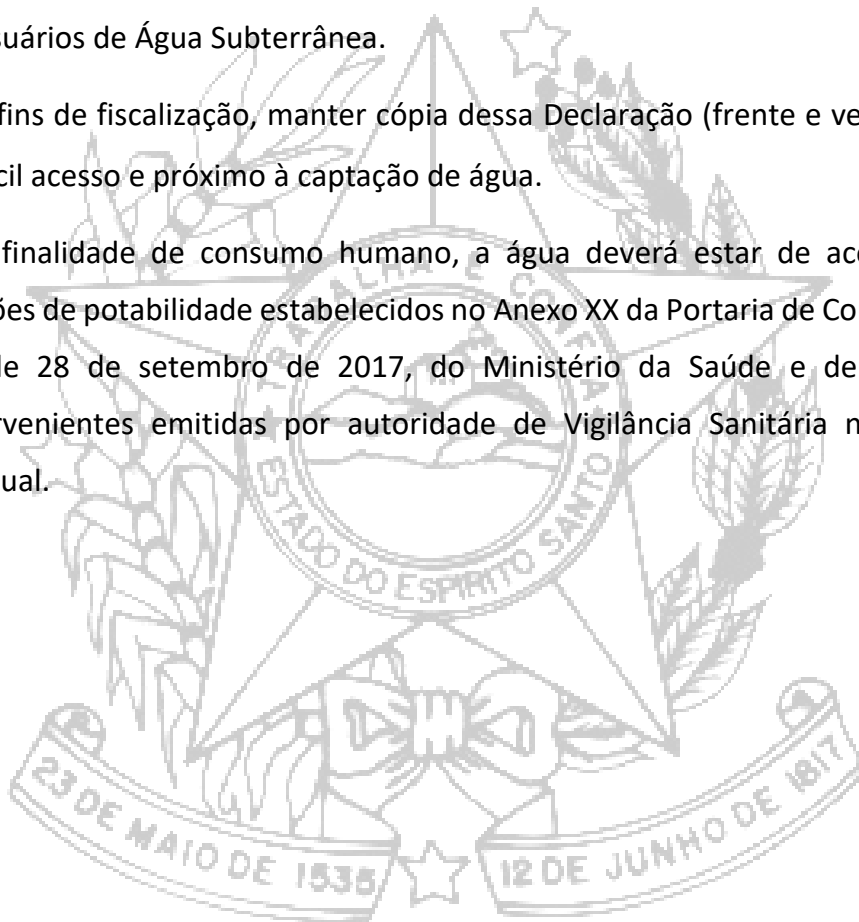 suários de Água Subterrânea.
fins de fiscalização, manter cópia dessa Declaração (frente e ve
cil acesso e próximo à captação de água.
finalidade de consumo humano, a água deverá estar de aco
ões de potabilidade estabelecidos no Anexo XX da Portaria de Co
de 28 de setembro de 2017, do Ministério da Saúde e de
rvenientes emitidas por autoridade de Vigilância Sanitária n
ual.
TRABALHA E CONFIA
ESTADO DO ESPIRITO SANTO
23 DE MAIO DE 1535
12 DE JUNHO DE 1817